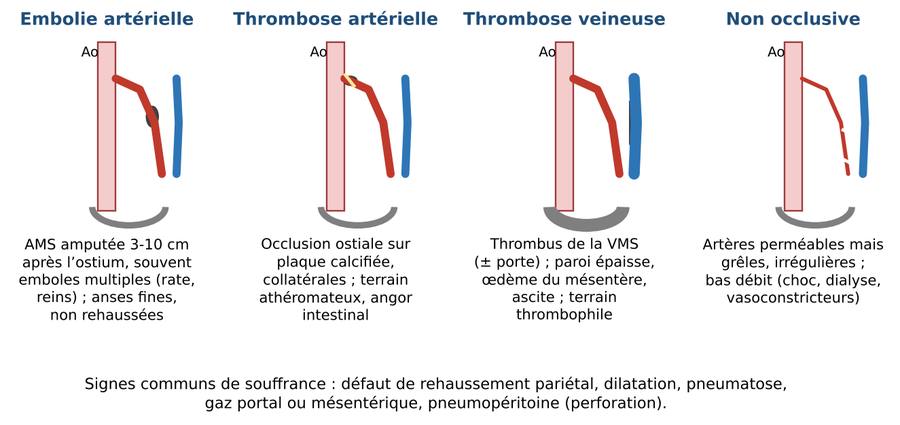 Embolie artérielle
Ao
AMS amputée 3-10 cm
après l’ostium, souvent
emboles multiples (rate,
reins) ; anses fines,
non rehaussées
Thrombose artérielle
Ao
Occlusion ostiale sur
plaque calcifiée,
collatérales ; terrain
athéromateux, angor
intestinal
Thrombose veineuse
Ao
Thrombus de la VMS
(± porte) ; paroi épaisse,
œdème du mésentère,
ascite ; terrain
thrombophile
Non occlusive
Ao
Artères perméables mais
grêles, irrégulières ;
bas débit (choc, dialyse,
vasoconstricteurs)
Signes communs de souffrance : défaut de rehaussement pariétal, dilatation, pneumatose,
gaz portal ou mésentérique, pneumopéritoine (perforation).